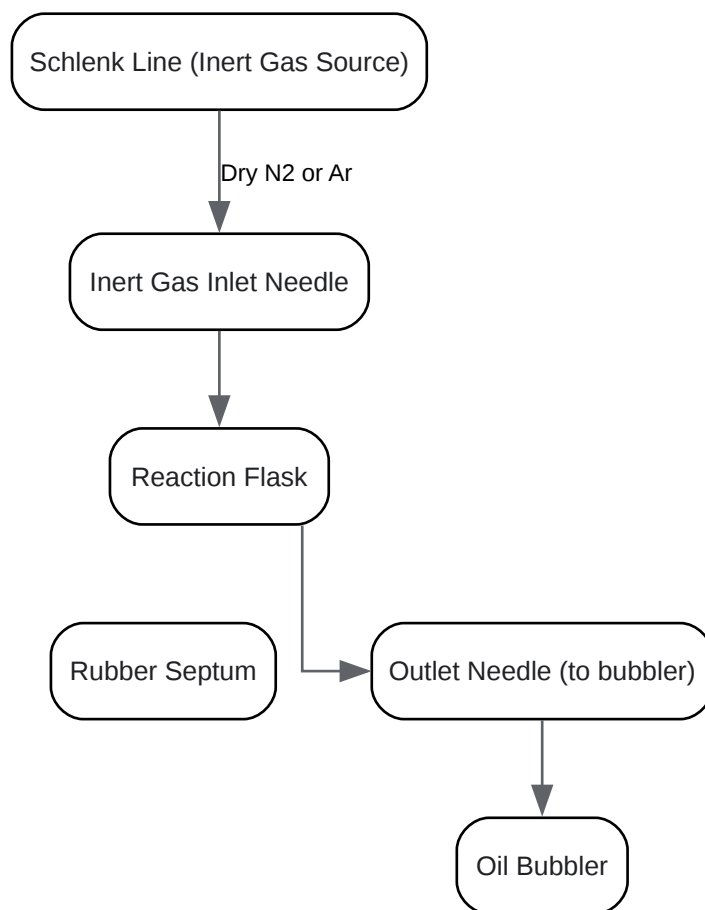 Schlenk Line (Inert Gas Source)
Dry N2 or Ar
Inert Gas Inlet Needle
Reaction Flask
Rubber Septum
Outlet Needle (to bubbler)
Oil Bubbler